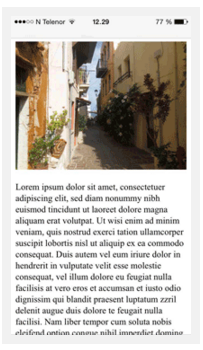 N Telenor 12.29 77 %
Lorem ipsum dolor sit amet, consectetuer
adipiscing elit, sed diam nonummy nibh
euismod tincidunt ut laoreet dolore magna
aliquam erat volutpat. Ut wisi enim ad minim
veniam, quis nostrud exerci tation ullamcorper
suscipit lobortis nisl ut aliquip ex ea commodo
consequat. Duis autem vel eum iriure dolor in
hendrerit in vulputate velit esse molestie
consequat, vel illum dolore eu feugiat nulla
facilisis at vero eros et accumsan et iusto odio
dignissim qui blandit praesent luptatum zzril
delenit augue duis dolore te feugait nulla
facilisi. Nam liber tempor cum soluta nobis
eleifend option congue nihil imperdiet doming